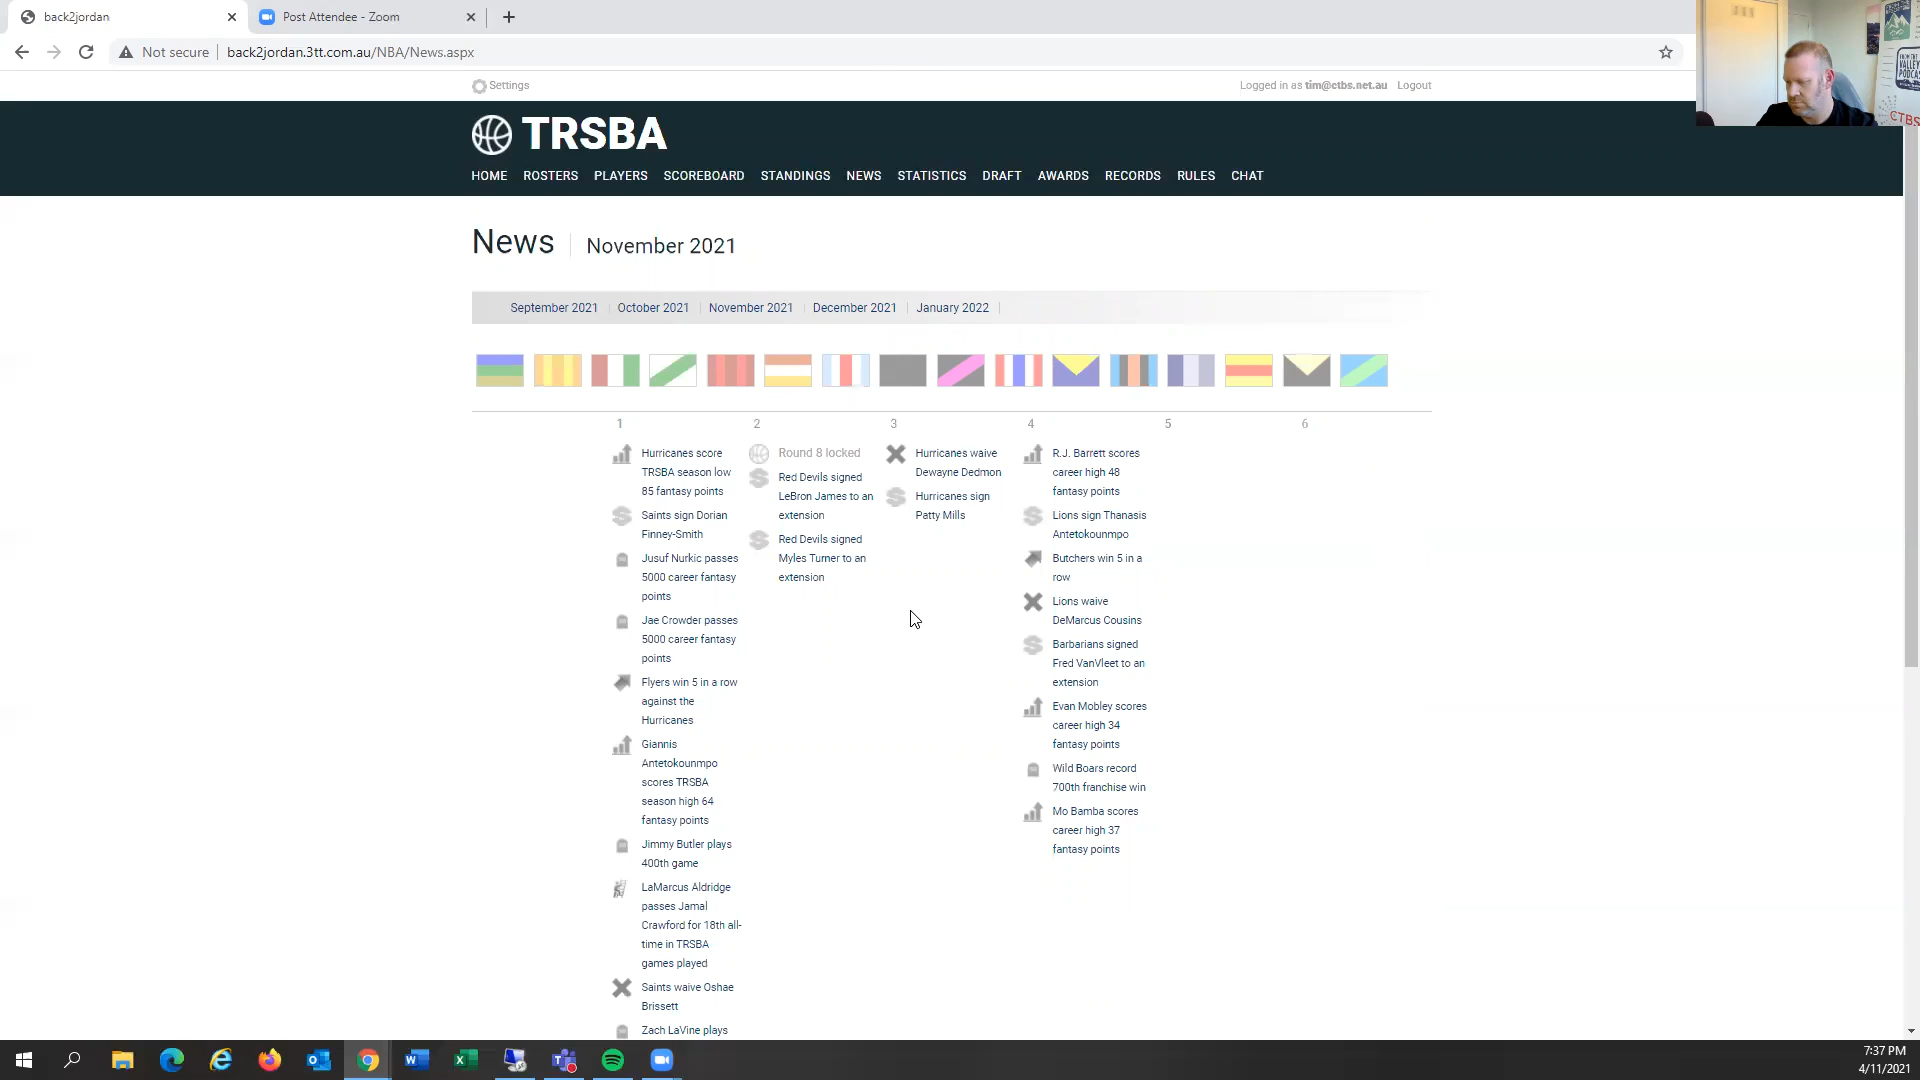 back2jordan
Post Attendee - Zoom
Not secure
back2jordan.3tt.com.au/NBA/News.aspx
Settings
Logged in as tim@ctbs.net.au Logout
TRSBA
HOME ROSTERS PLAYERS SCOREBOARD STANDINGS NEWS STATISTICS DRAFT AWARDS RECORDS RULES CHAT
News
November 2021
September 2021 October 2021 November 2021 December 2021 January 2022
1
Hurricanes score
TRSBA season low
85 fantasy points
Saints sign Dorian
Finney-Smith
Jusuf Nurkic passes
5000 career fantasy
points
Jae Crowder passes
5000 career fantasy
points
Flyers win 5 in a row
against the
Hurricanes
Giannis
Antetokounmpo
scores TRSBA
season high 64
fantasy points
Jimmy Butler plays
400th game
LaMarcus Aldridge
passes Jamal
Crawford for 18th all-
time in TRSBA
games played
Saints waive Oshae
Brissett
Zach LaVine plays
2
Round 8 locked
Red Devils signed
LeBron James to an
extension
Red Devils signed
Myles Turner to an
extension
3
Hurricanes waive
Dewayne Dedmon
Hurricanes sign
Patty Mills
4
R.J. Barrett scores
career high 48
fantasy points
Lions sign Thanasis
Antetokounmpo
Butchers win 5 in a
row
Lions waive
DeMarcus Cousins
Barbarians signed
Fred VanVleet to an
extension
Evan Mobley scores
career high 34
fantasy points
Wild Boars record
700th franchise win
Mo Bamba scores
career high 37
fantasy points
5
6
VALLEY
PODCAS
CTBS
7:37 PM
4/11/2021